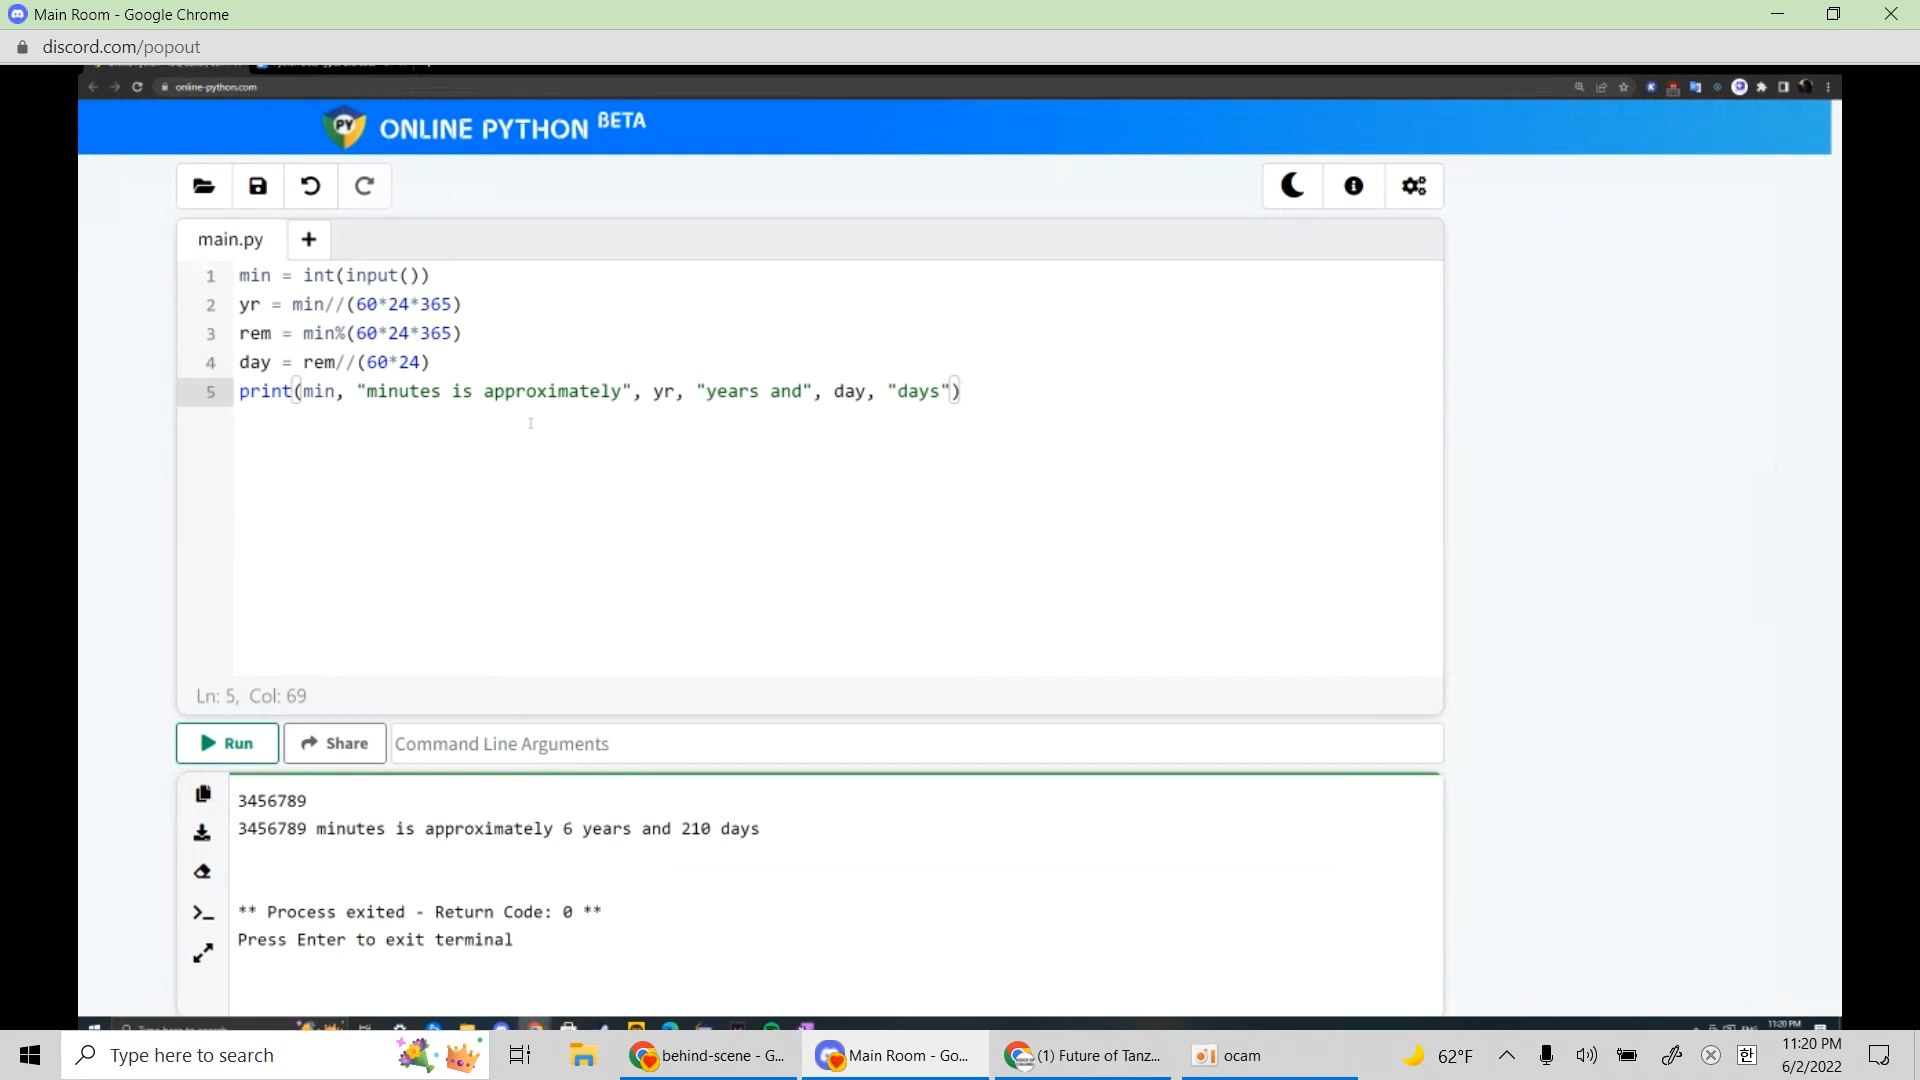 Main Room - Google Chrome
discord.com/popout
online-python.com
PY ONLINE PYTHON BETA
main.py +
1 min = int(input())
2 yr = min//(60*24*365)
3 rem = min%(60*24*365)
4 day = rem//(60*24)
5 print(min, "minutes is approximately", yr, "years and", day, "days")
Ln: 5, Col: 69
Run Share Command Line Arguments
3456789
3456789 minutes is approximately 6 years and 210 days
** Process exited - Return Code: 0 **
Press Enter to exit terminal
11:20 PM
Type here to search
behind-scene - G...
Main Room - Go...
(1) Future of Tanz...
ocam
62°F
한
11:20 PM
6/2/2022